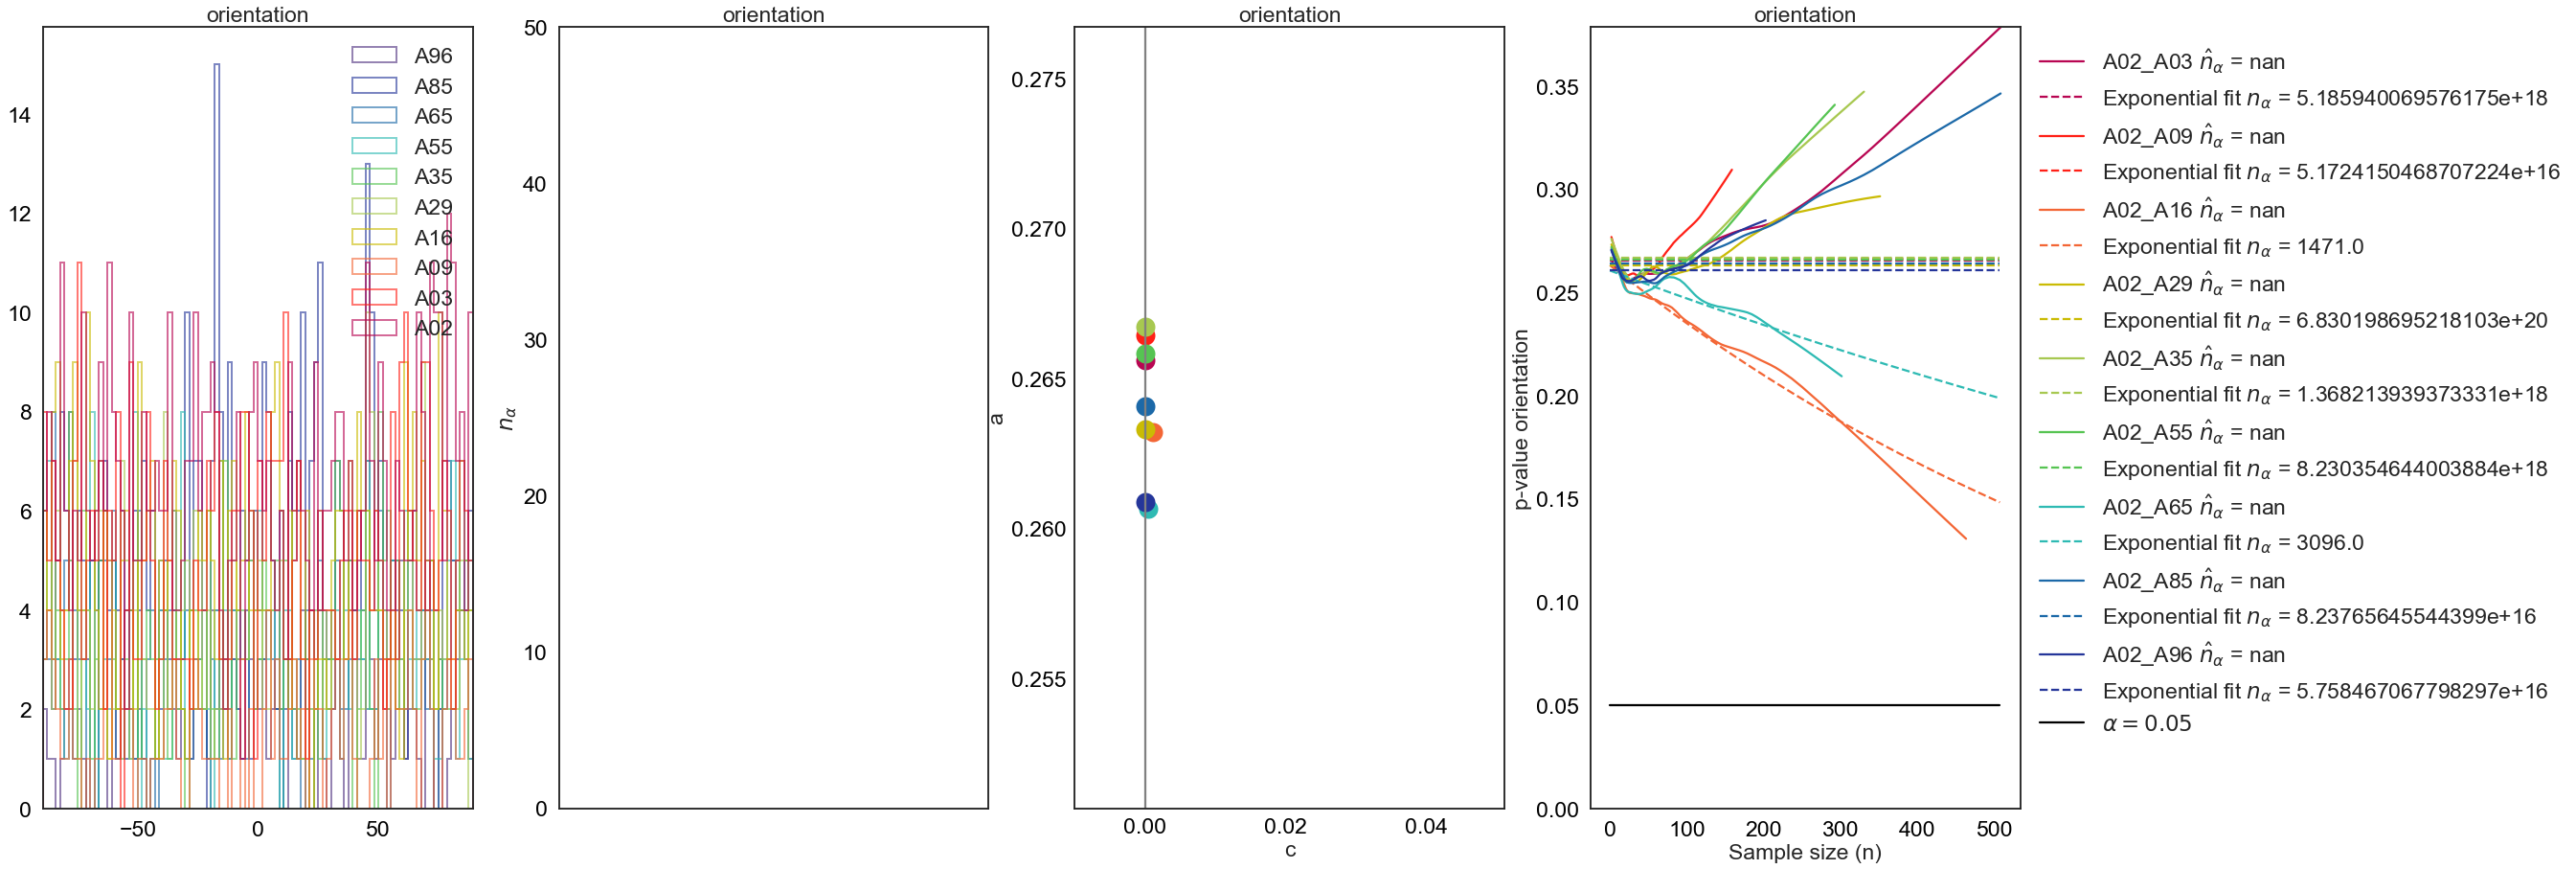 orientation
14
12
10
8
6
4
2
0
−50
0
50
A96
A85
A65
A55
A35
A29
A16
A09
A03
A02
orientation
50
40
30
20
10
0
nα
orientation
0.275
0.270
0.265
0.260
0.255
a
0.00
0.02
0.04
c
orientation
0.35
0.30
0.25
0.20
0.15
0.10
0.05
0.00
p-value orientation
0
100
200
300
400
500
Sample size (n)
A02_A03 n̂α = nan
Exponential fit nα = 5.185940069576175e+18
A02_A09 n̂α = nan
Exponential fit nα = 5.1724150468707224e+16
A02_A16 n̂α = nan
Exponential fit nα = 1471.0
A02_A29 n̂α = nan
Exponential fit nα = 6.830198695218103e+20
A02_A35 n̂α = nan
Exponential fit nα = 1.368213939373331e+18
A02_A55 n̂α = nan
Exponential fit nα = 8.230354644003884e+18
A02_A65 n̂α = nan
Exponential fit nα = 3096.0
A02_A85 n̂α = nan
Exponential fit nα = 8.23765645544399e+16
A02_A96 n̂α = nan
Exponential fit nα = 5.758467067798297e+16
α = 0.05